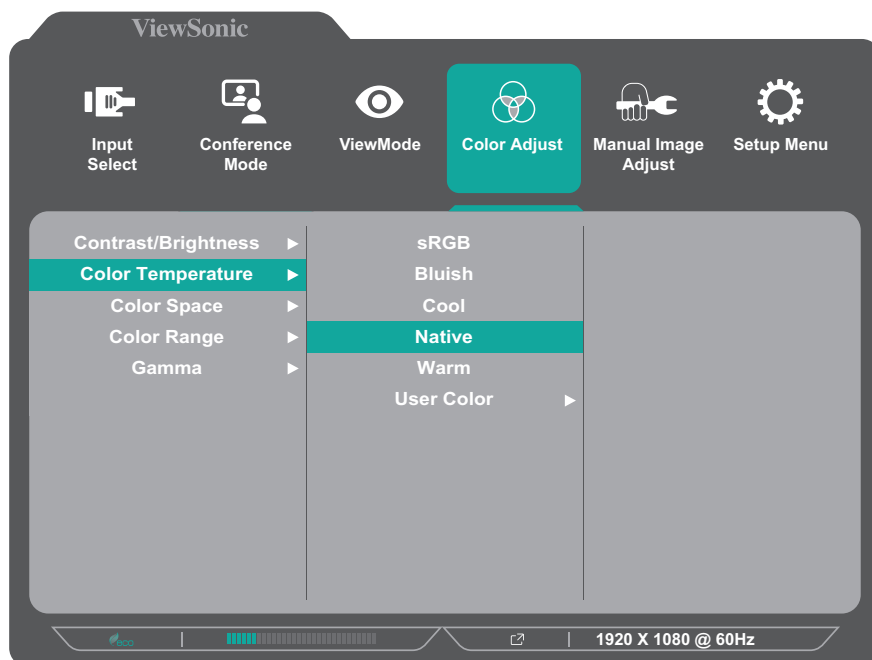 ViewSonic
Input
Select
Conference
Mode
ViewMode
Color Adjust
Manual Image
Adjust
Setup Menu
Contrast/Brightness
Color Temperature
Color Space
Color Range
Gamma
sRGB
Bluish
Cool
Native
Warm
User Color
eco
1920 X 1080 @ 60Hz